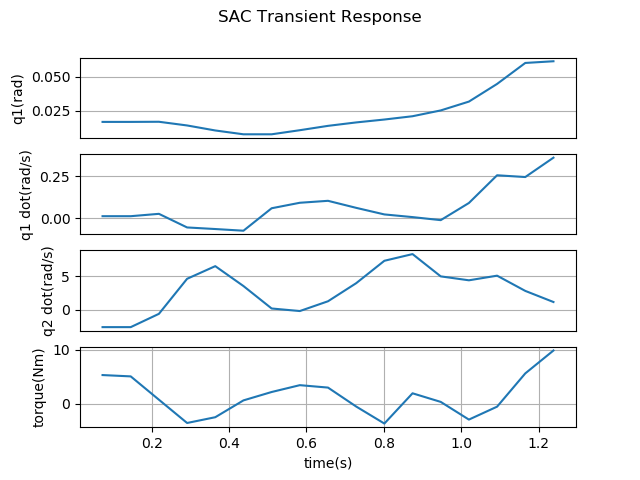 SAC Transient Response
q1(rad)
0.050
0.025
q1 dot(rad/s)
0.25
0.00
q2 dot(rad/s)
5
0
torque(Nm)
10
0
0.2 0.4 0.6 0.8 1.0 1.2
time(s)